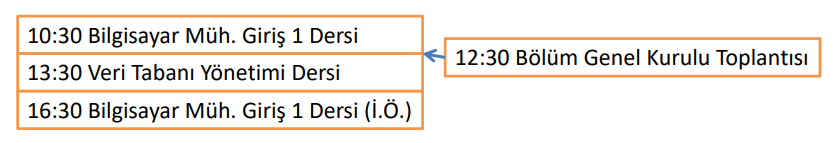 10:30 Bilgisayar Müh. Giriş 1 Dersi
13:30 Veri Tabanı Yönetimi Dersi
16:30 Bilgisayar Müh. Giriş 1 Dersi (İ.Ö.)
12:30 Bölüm Genel Kurulu Toplantısı